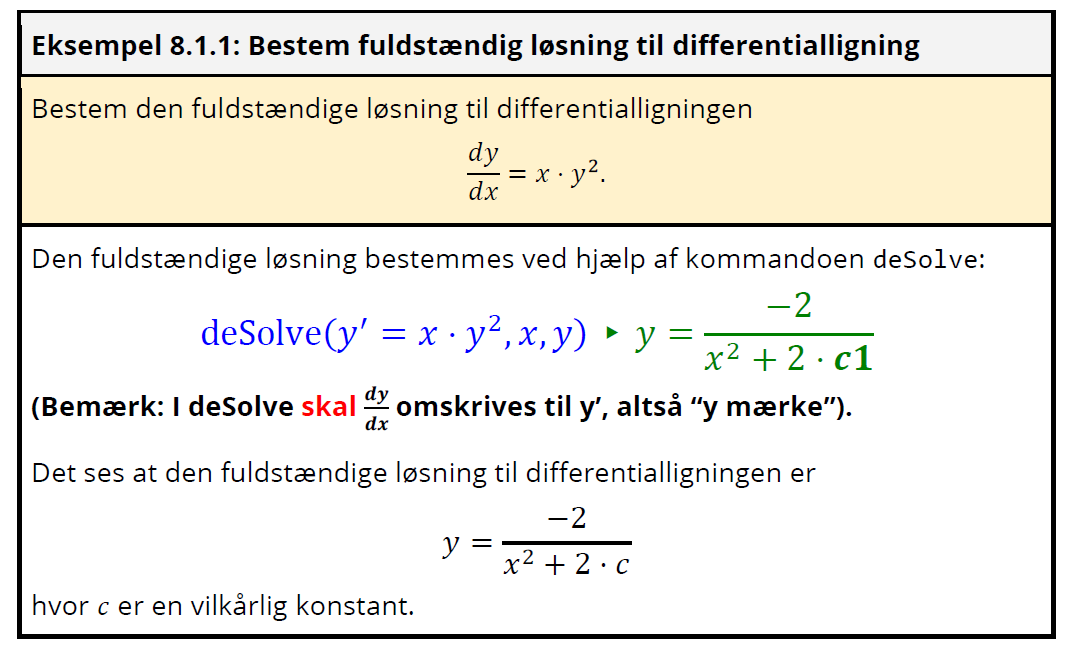 Eksempel 8.1.1: Bestem fuldstændig løsning til differentialligning
Bestem den fuldstændige løsning til differentialligningen
dy/dx = x · y².
Den fuldstændige løsning bestemmes ved hjælp af kommandoen deSolve:
deSolve(y′ = x · y², x, y) ▸ y = −2/(x² + 2 · c1)
(Bemærk: I deSolve skal dy/dx omskrives til y’, altså “y mærke”).
Det ses at den fuldstændige løsning til differentialligningen er
y = −2/(x² + 2 · c)
hvor c er en vilkårlig konstant.